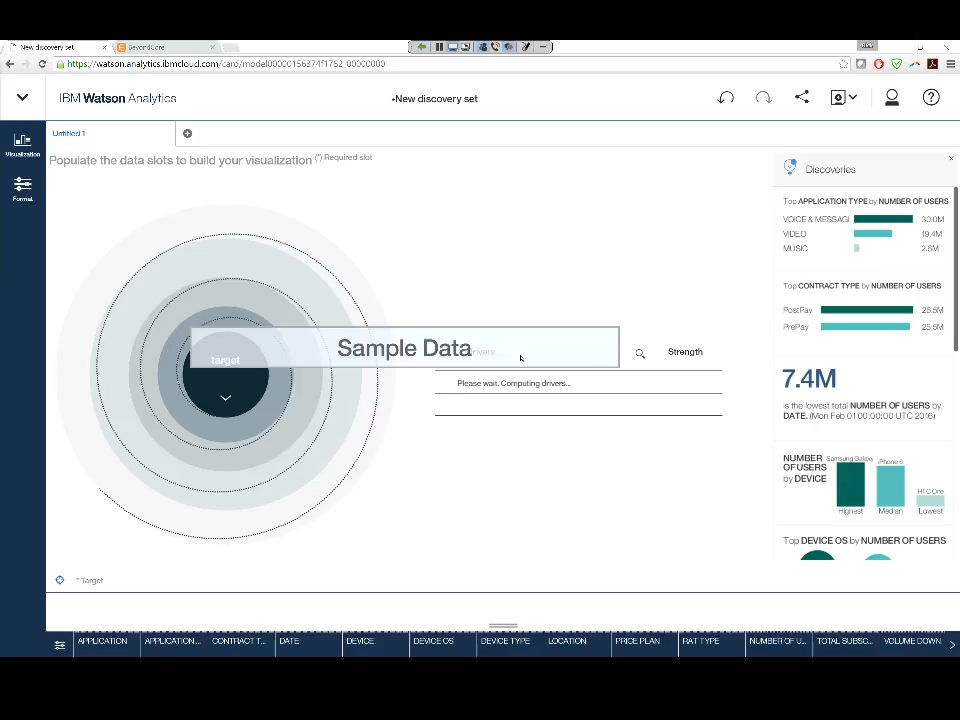 New discovery set
BeyondCore
https://watson.analytics.ibmcloud.com/card/model00000156374f1762_00000000
IBM Watson Analytics
•New discovery set
Visualization
Format
Untitled 1
Populate the data slots to build your visualization (*) Required slot
target
Sample Data
Strength
Please wait. Computing drivers...
* Target
Discoveries
Top APPLICATION TYPE by NUMBER OF USERS
VOICE & MESSAGI 30.0M
VIDEO 19.4M
MUSIC 2.6M
Top CONTRACT TYPE by NUMBER OF USERS
PostPay 26.5M
PrePay 25.5M
7.4M
is the lowest total NUMBER OF USERS by
DATE. (Mon Feb 01 00:00:00 UTC 2016)
NUMBER
OF USERS
by DEVICE
Samsung Galaxy
iPhone 6
HTC One
Highest Median Lowest
Top DEVICE OS by NUMBER OF USERS
APPLICATION APPLICATION ... CONTRACT T... DATE DEVICE DEVICE OS DEVICE TYPE LOCATION PRICE PLAN RAT TYPE NUMBER OF U... TOTAL SUBSC... VOLUME DOWN